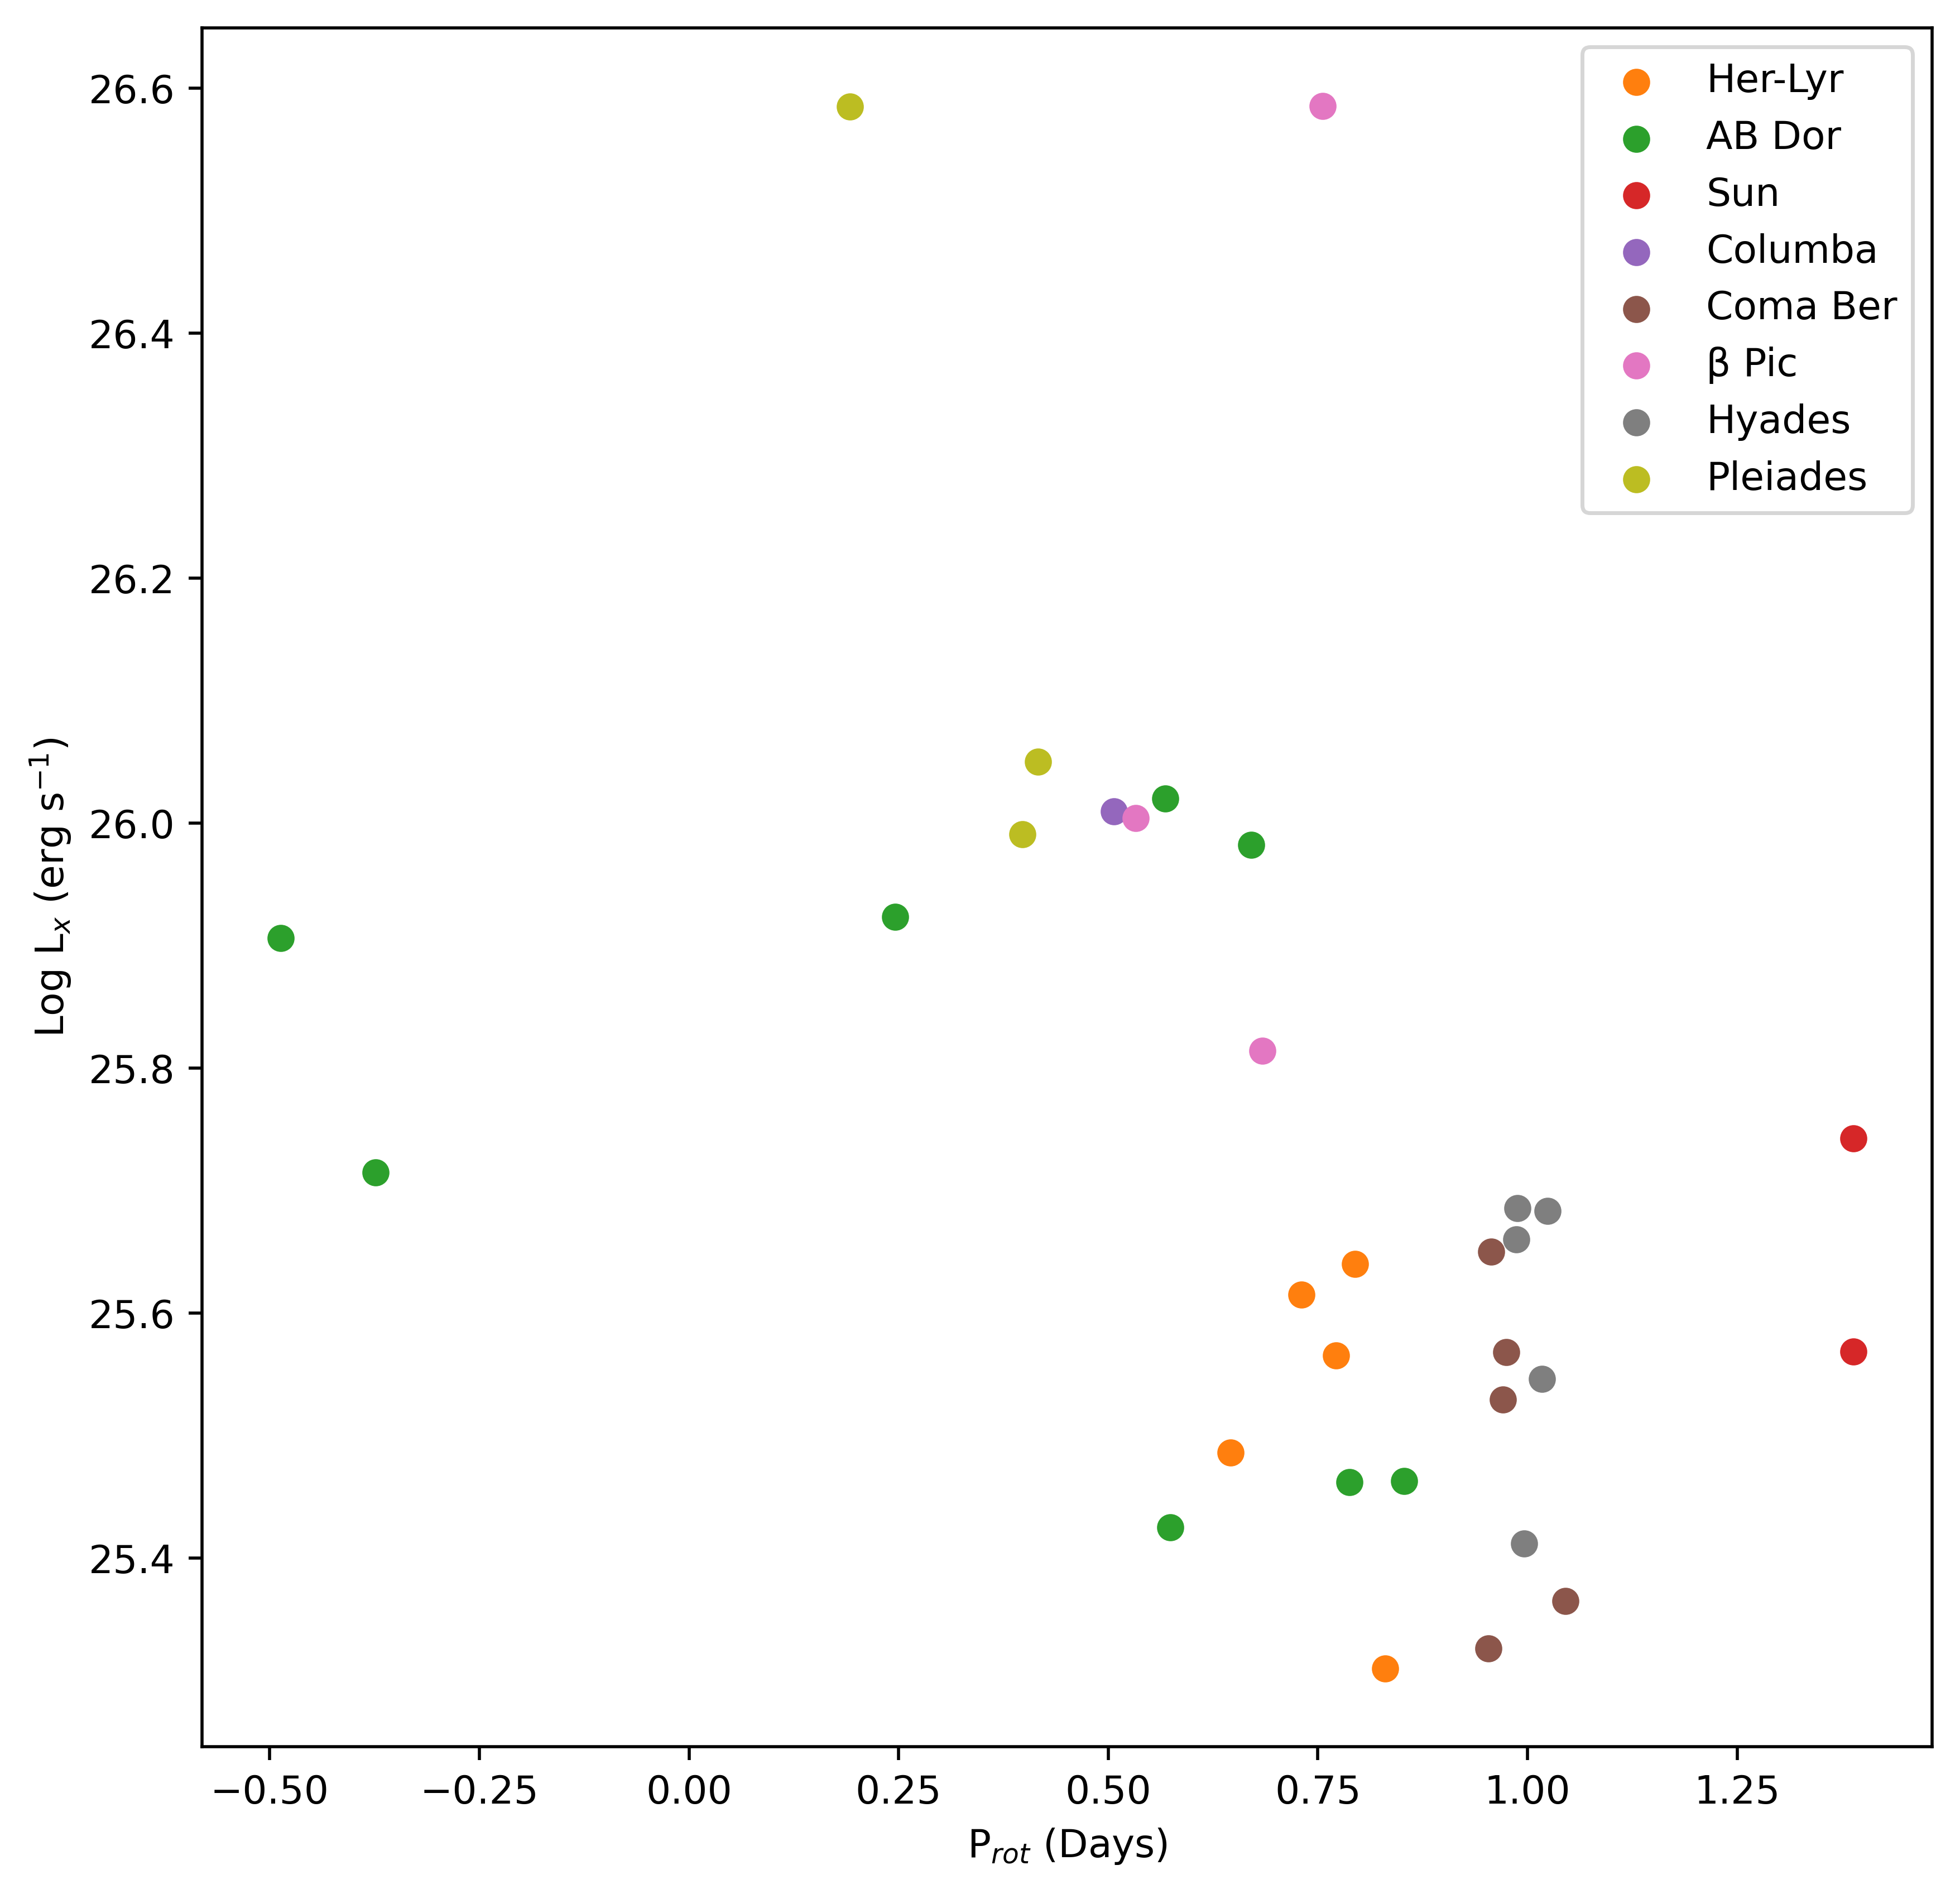 Her-Lyr
AB Dor
Sun
Columba
Coma Ber
β Pic
Hyades
Pleiades
26.6
26.4
26.2
26.0
25.8
25.6
25.4
Log Lₓ (erg s⁻¹)
−0.50 −0.25 0.00 0.25 0.50 0.75 1.00 1.25
P_rot (Days)